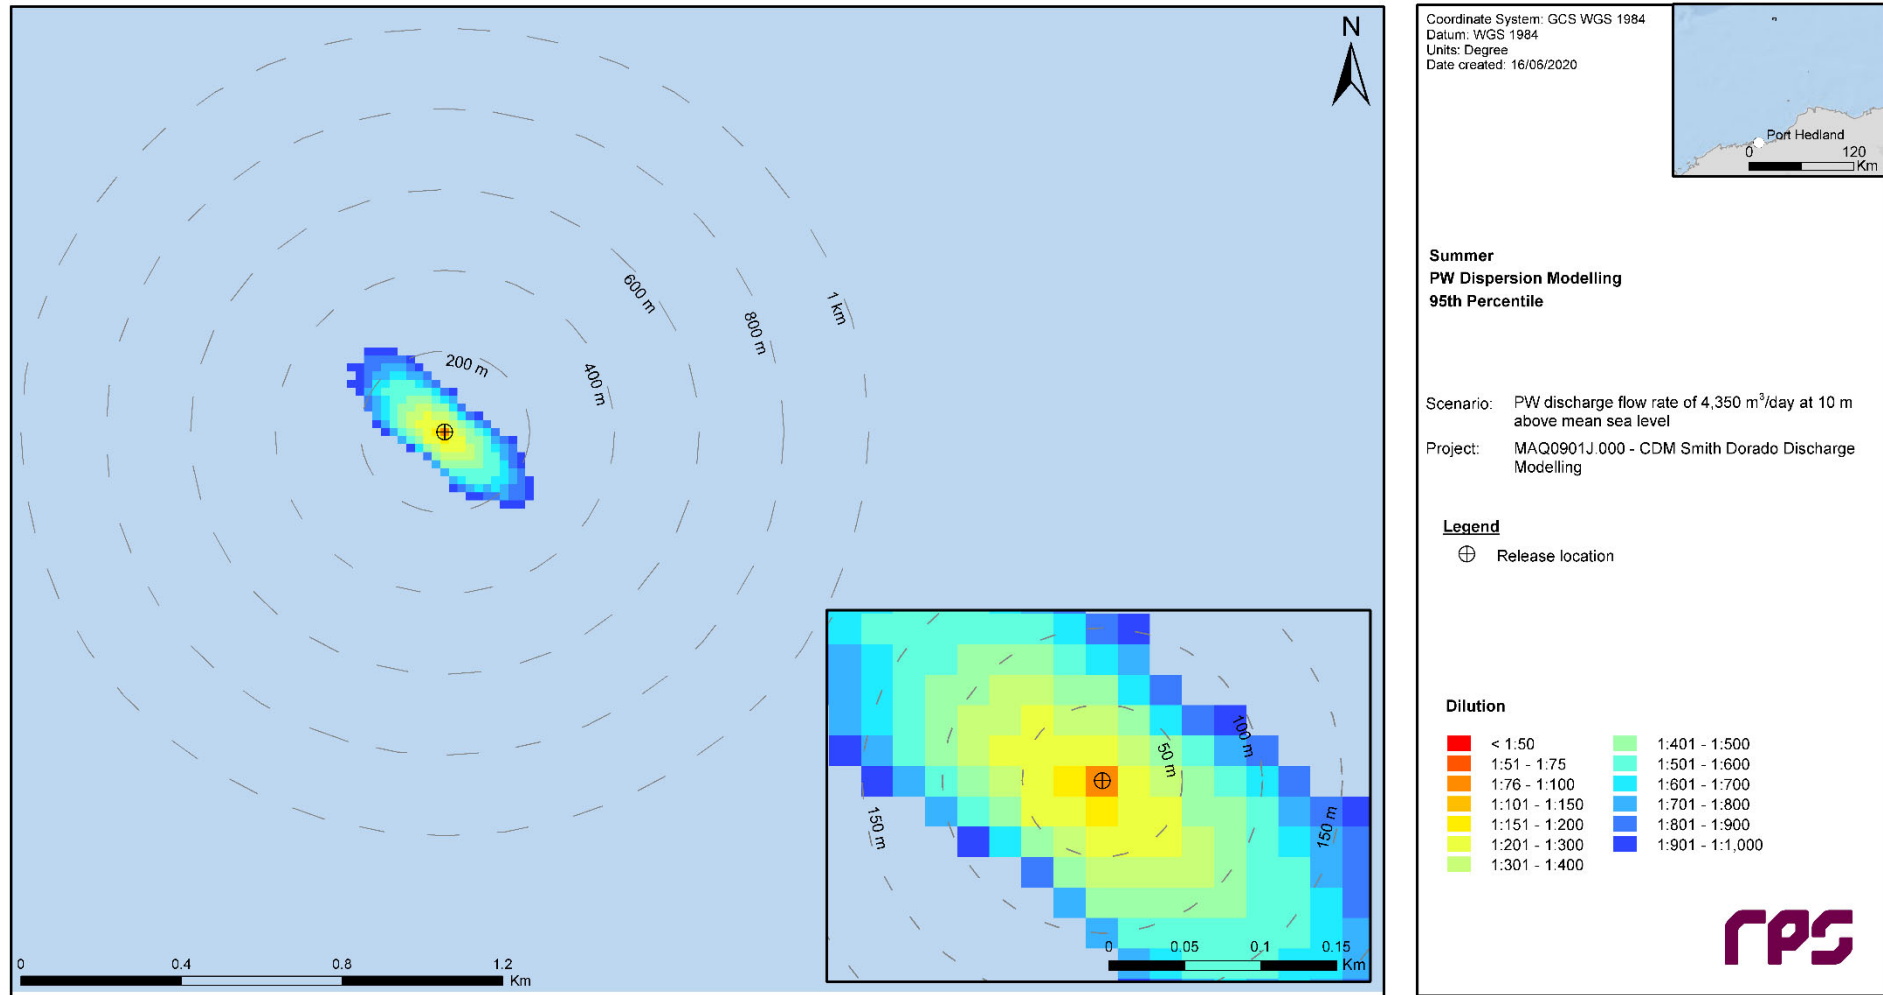 N
200 m
400 m
600 m
800 m
1 km
0 0.4 0.8 1.2
Km
50 m
100 m
150 m
150 m
0 0.05 0.1 0.15
Km
Coordinate System: GCS WGS 1984
Datum: WGS 1984
Units: Degree
Date created: 16/06/2020
Port Hedland
0 120
Km
Summer
PW Dispersion Modelling
95th Percentile
Scenario: PW discharge flow rate of 4,350 m³/day at 10 m
above mean sea level
Project: MAQ0901J.000 - CDM Smith Dorado Discharge
Modelling
Legend
Release location
Dilution
< 1:50
1:51 - 1:75
1:76 - 1:100
1:101 - 1:150
1:151 - 1:200
1:201 - 1:300
1:301 - 1:400
1:401 - 1:500
1:501 - 1:600
1:601 - 1:700
1:701 - 1:800
1:801 - 1:900
1:901 - 1:1,000
rps